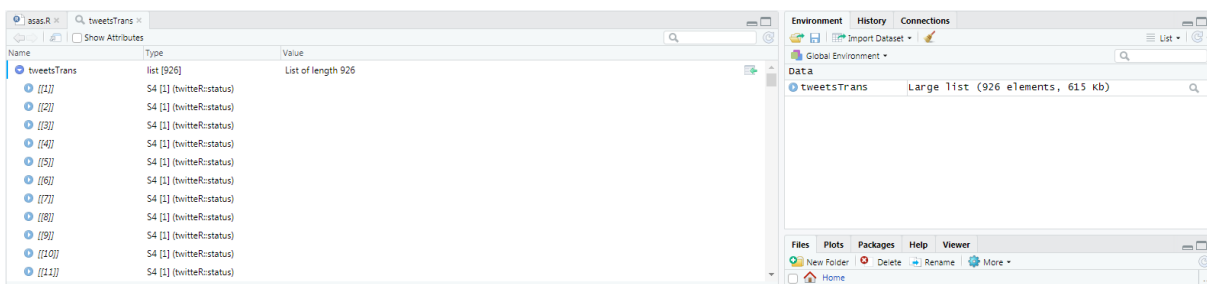 asas.R × tweetsTrans ×
Show Attributes
Name Type Value
tweetsTrans list [926] List of length 926
[[1]] S4 [1] (twitteR::status)
[[2]] S4 [1] (twitteR::status)
[[3]] S4 [1] (twitteR::status)
[[4]] S4 [1] (twitteR::status)
[[5]] S4 [1] (twitteR::status)
[[6]] S4 [1] (twitteR::status)
[[7]] S4 [1] (twitteR::status)
[[8]] S4 [1] (twitteR::status)
[[9]] S4 [1] (twitteR::status)
[[10]] S4 [1] (twitteR::status)
[[11]] S4 [1] (twitteR::status)
Environment History Connections
Import Dataset List
Global Environment
Data
tweetsTrans Large list (926 elements, 615 Kb)
Files Plots Packages Help Viewer
New Folder Delete Rename More
Home